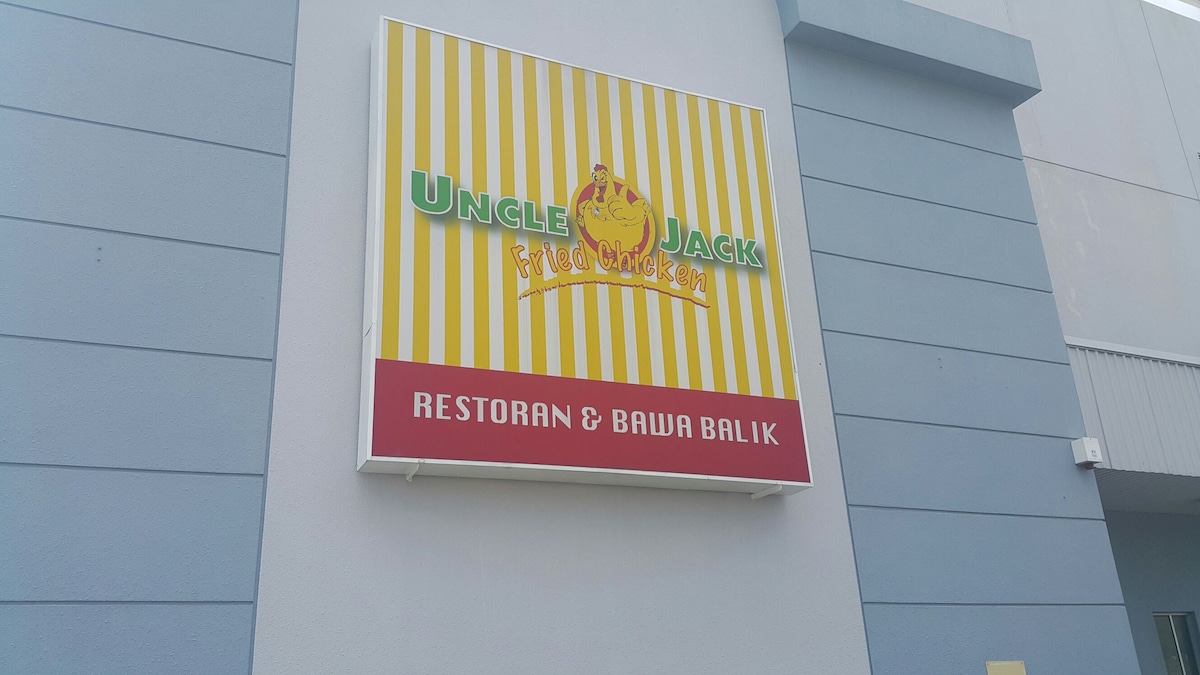 UNCLE JACK
Fried Chicken
RESTORAN & BAWA BALIK